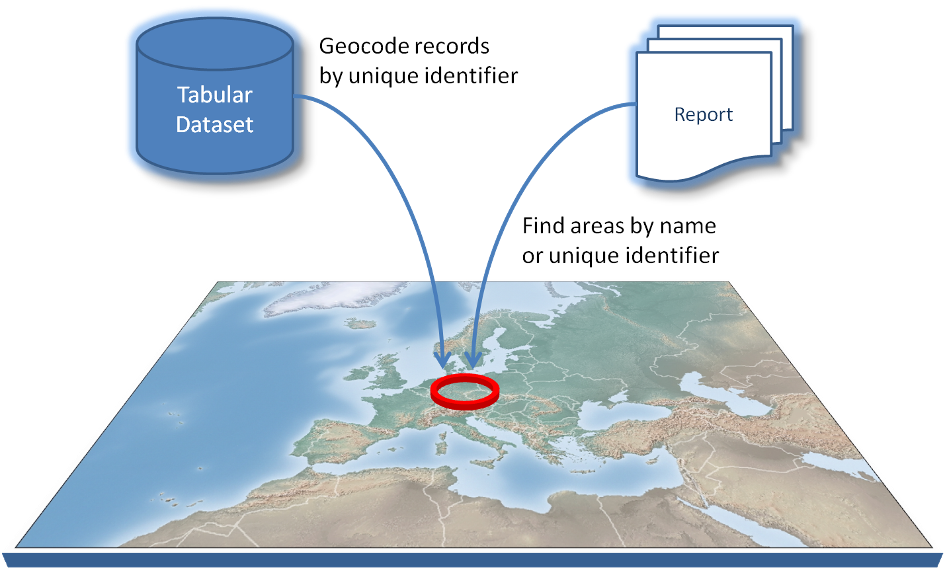 Geocode records
by unique identifier
Tabular
Dataset
Report
Find areas by name
or unique identifier